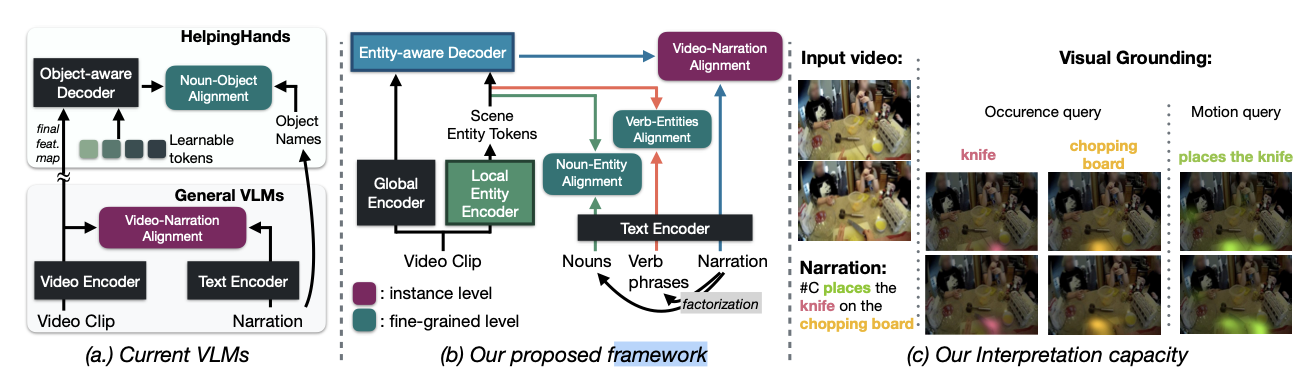 HelpingHands
Object-aware
Decoder
Noun-Object
Alignment
final
feat.
map
Learnable
tokens
Object
Names
General VLMs
Video-Narration
Alignment
Video Encoder
Text Encoder
Video Clip
Narration
(a.) Current VLMs
Entity-aware Decoder
Video-Narration
Alignment
Scene
Entity Tokens
Verb-Entities
Alignment
Noun-Entity
Alignment
Global
Encoder
Local
Entity
Encoder
Text Encoder
Video Clip
Nouns
Verb
phrases
Narration
factorization
: instance level
: fine-grained level
(b) Our proposed framework
Input video:
Visual Grounding:
Occurence query
Motion query
knife
chopping
board
places the knife
Narration:
#C places the
knife on the
chopping board
(c) Our Interpretation capacity